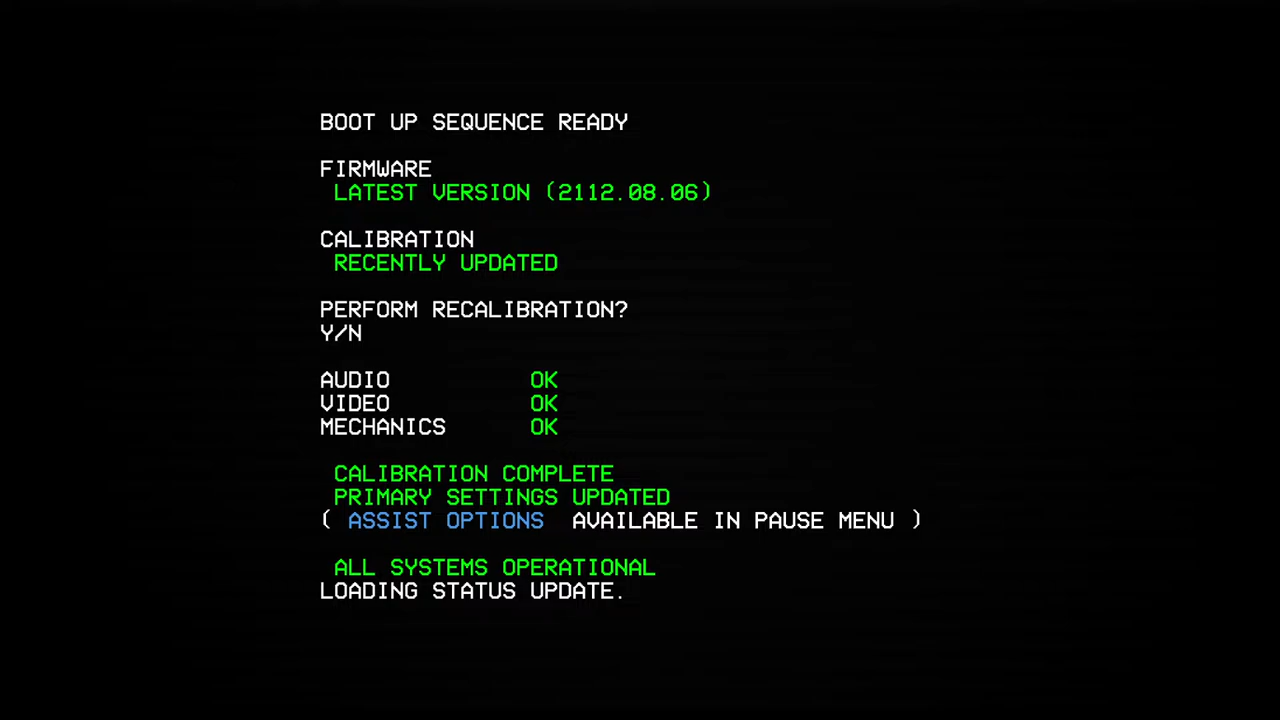 BOOT UP SEQUENCE READY
FIRMWARE
LATEST VERSION (2112.08.06)
CALIBRATION
RECENTLY UPDATED
PERFORM RECALIBRATION?
Y/N
AUDIO OK
VIDEO OK
MECHANICS OK
CALIBRATION COMPLETE
PRIMARY SETTINGS UPDATED
( ASSIST OPTIONS AVAILABLE IN PAUSE MENU )
ALL SYSTEMS OPERATIONAL
LOADING STATUS UPDATE.